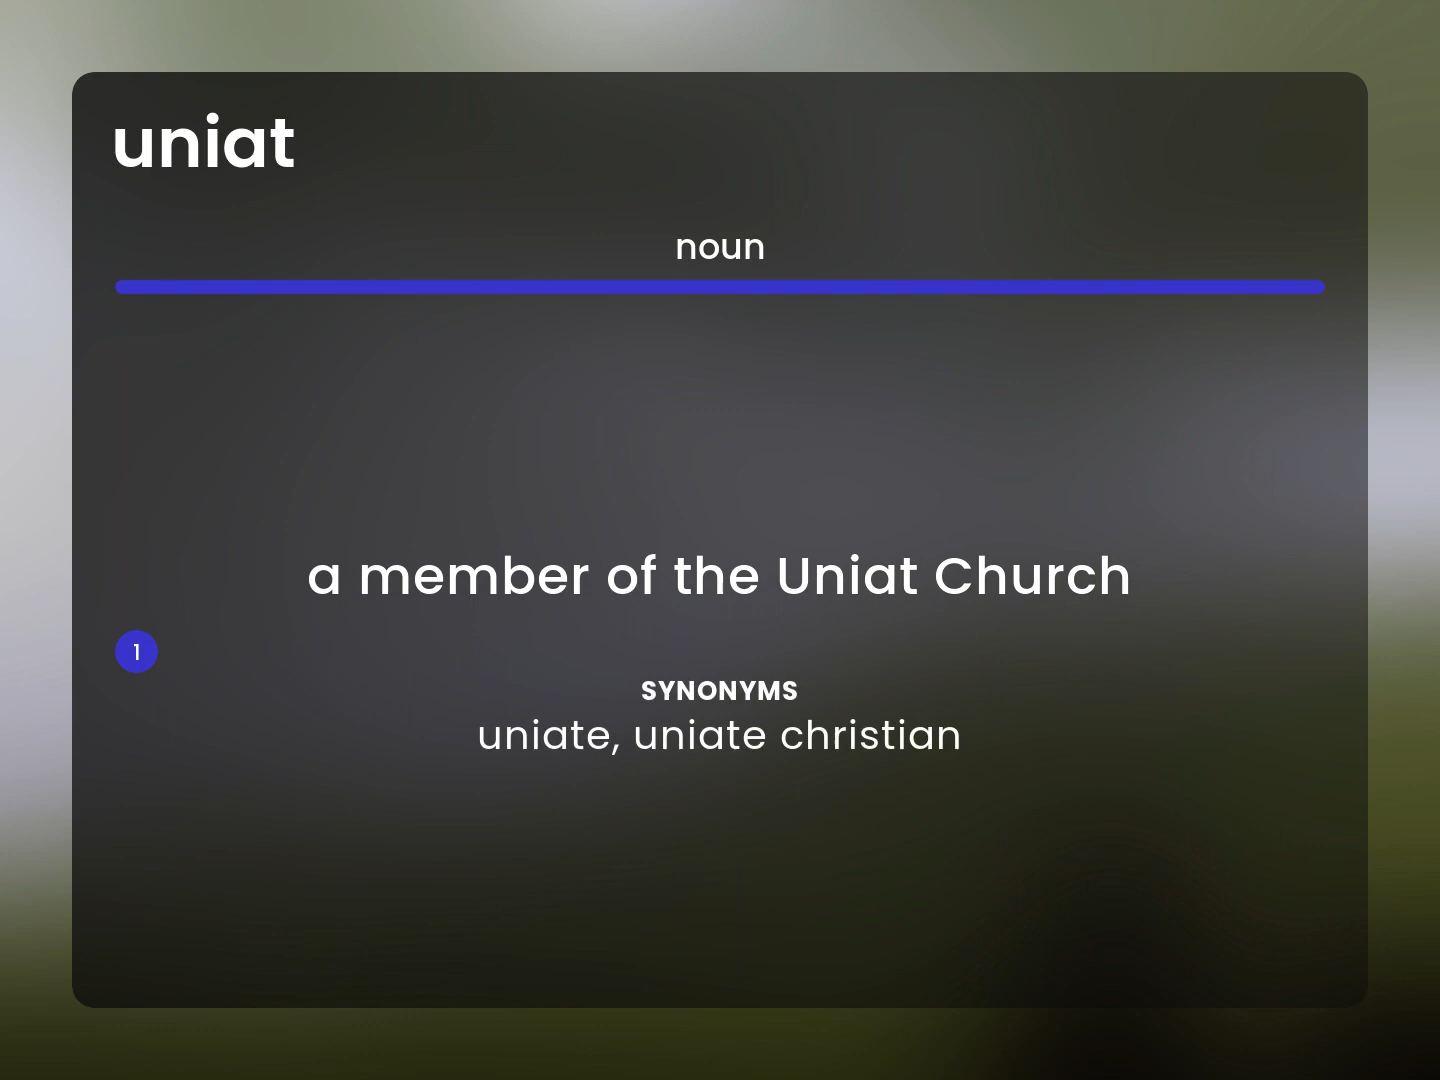 uniat
noun
a member of the Uniat Church
1
SYNONYMS
uniate, uniate christian